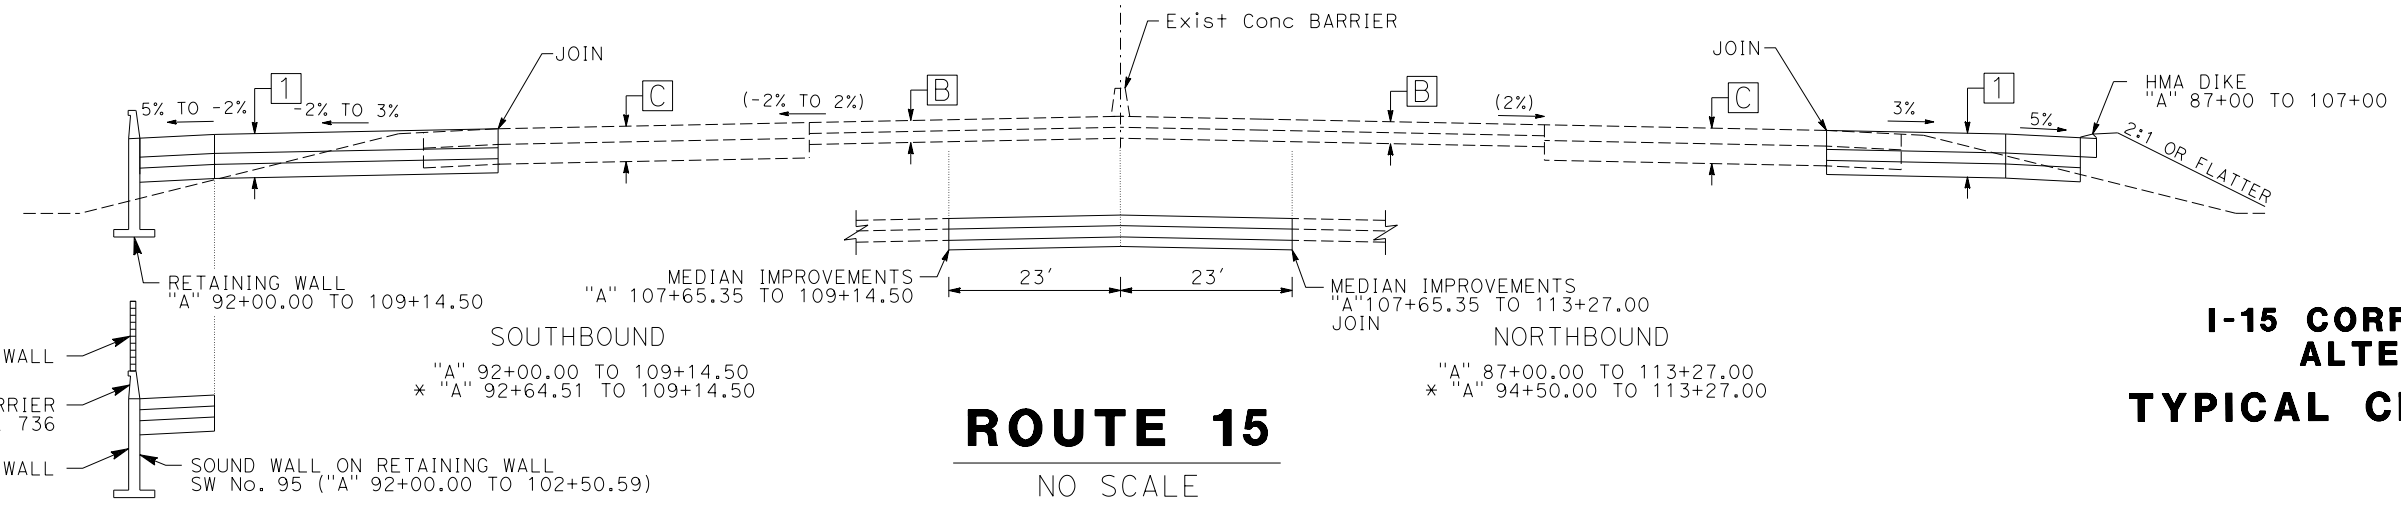 Exist Conc BARRIER
JOIN
JOIN
HMA DIKE
"A" 87+00 TO 107+00
5% TO -2%
1
-2% TO 3%
C
(-2% TO 2%)
B
B
(2%)
C
3%
1
5%
2:1 OR FLATTER
RETAINING WALL
"A" 92+00.00 TO 109+14.50
MEDIAN IMPROVEMENTS
"A" 107+65.35 TO 109+14.50
23'
23'
MEDIAN IMPROVEMENTS
"A"107+65.35 TO 113+27.00
JOIN
SOUTHBOUND
"A" 92+00.00 TO 109+14.50
* "A" 92+64.51 TO 109+14.50
NORTHBOUND
"A" 87+00.00 TO 113+27.00
* "A" 94+50.00 TO 113+27.00
WALL
RRIER
736
WALL
SOUND WALL ON RETAINING WALL
SW No. 95 ("A" 92+00.00 TO 102+50.59)
ROUTE 15
NO SCALE
I-15 CORR
ALTE
TYPICAL